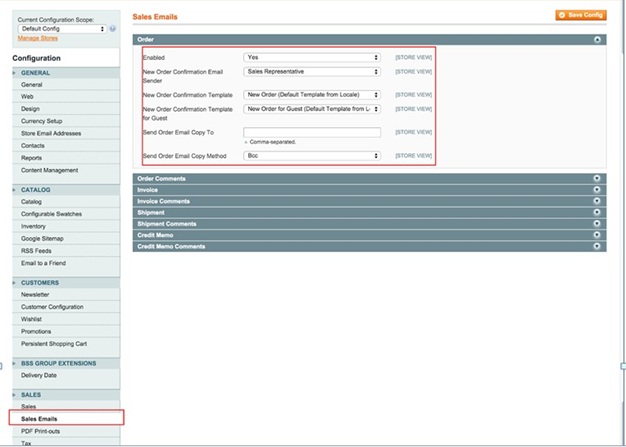 Current Configuration Scope:
Default Config
Manage Stores
Configuration
GENERAL
General
Web
Design
Currency Setup
Store Email Addresses
Contacts
Reports
Content Management
CATALOG
Catalog
Configurable Swatches
Inventory
Google Sitemap
RSS Feeds
Email to a Friend
CUSTOMERS
Newsletter
Customer Configuration
Wishlist
Promotions
Persistent Shopping Cart
BSS GROUP EXTENSIONS
Delivery Date
SALES
Sales
Sales Emails
PDF Print-outs
Tax
Sales Emails
Save Config
Order
Enabled Yes [STORE VIEW]
New Order Confirmation Email Sales Representative [STORE VIEW]
Sender
New Order Confirmation Template New Order (Default Template from Locale) [STORE VIEW]
New Order Confirmation Template New Order for Guest (Default Template from L [STORE VIEW]
for Guest
Send Order Email Copy To [STORE VIEW]
Comma-separated.
Send Order Email Copy Method Bcc [STORE VIEW]
Order Comments
Invoice
Invoice Comments
Shipment
Shipment Comments
Credit Memo
Credit Memo Comments